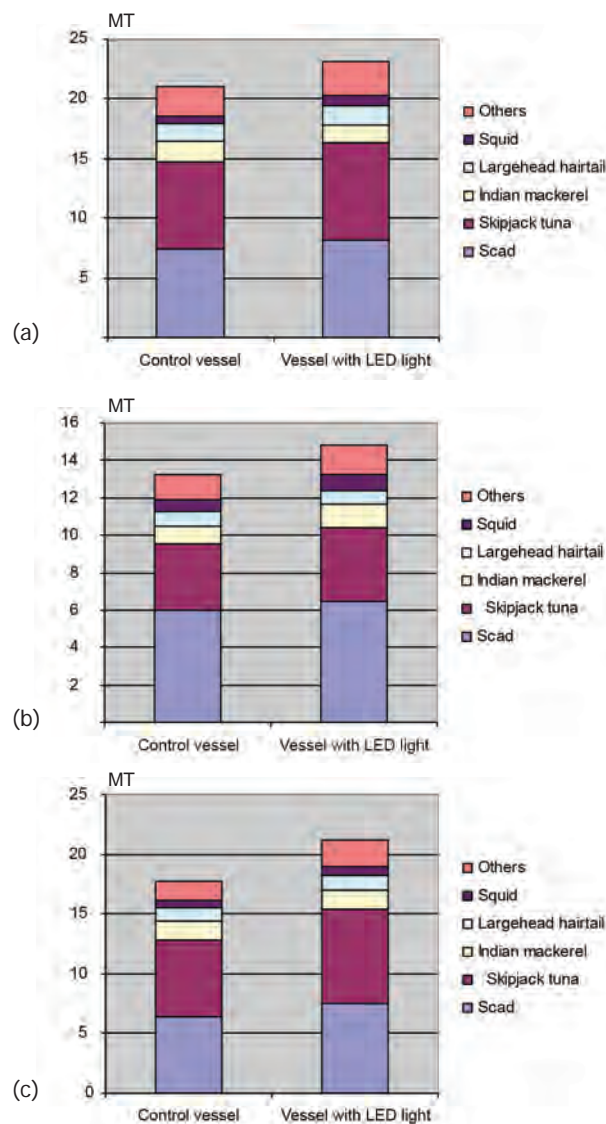 MT
25
20
15
10
5
Others
Squid
Largehead hairtail
Indian mackerel
Skipjack tuna
Scad
(a)
Control vessel
Vessel with LED light
MT
16
14
12
10
8
6
4
2
Others
Squid
Largehead hairtail
Indian mackerel
Skipjack tuna
Scad
(b)
Control vessel
Vessel with LED light
MT
25
20
15
10
5
0
Others
Squid
Largehead hairtail
Indian mackerel
Skipjack tuna
Scad
(c)
Control vessel
Vessel with LED light